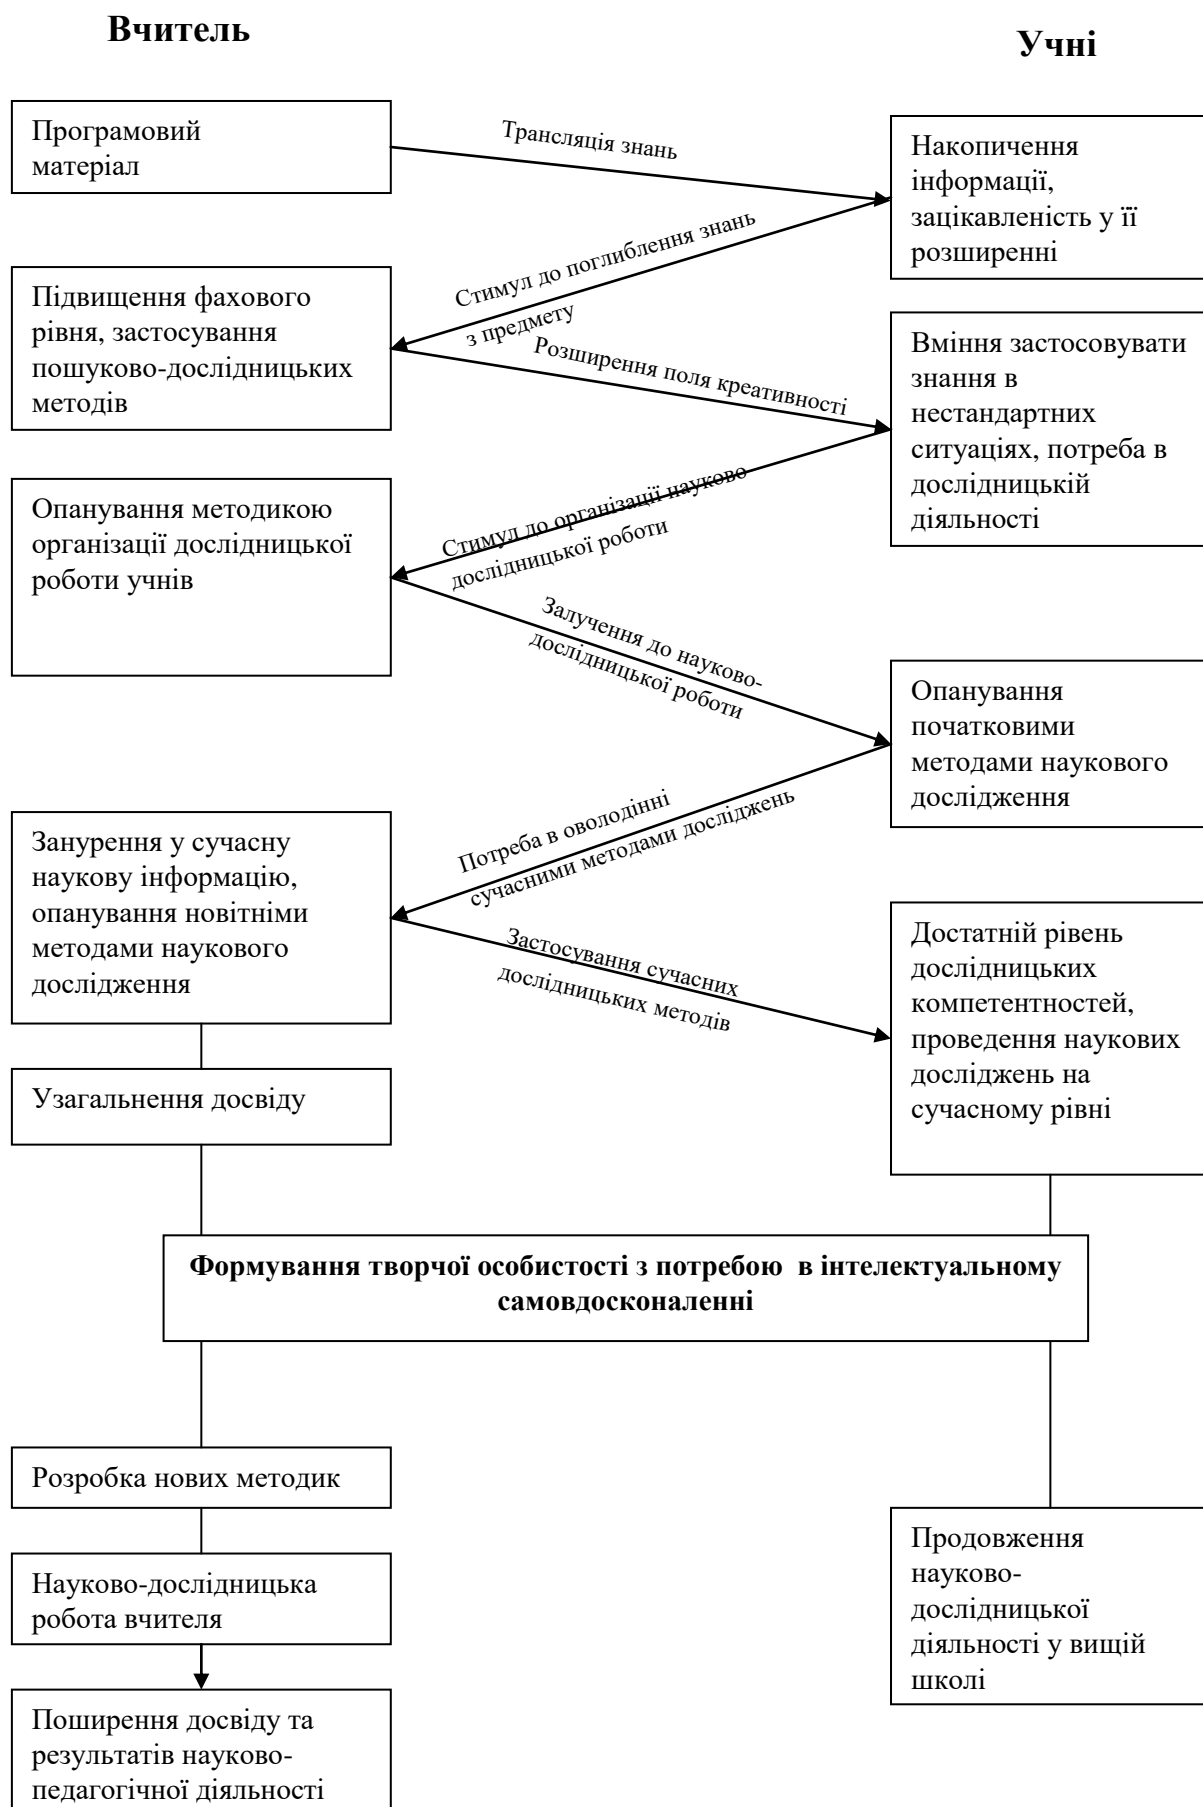 Вчитель
Учні
Програмовий
матеріал
Трансляція знань
Накопичення
інформації,
зацікавленість у її
розширенні
Стимул до поглиблення знань
з предмету
Підвищення фахового
рівня, застосування
пошуково-дослідницьких
методів
Розширення поля креативності
Вміння застосовувати
знання в
нестандартних
ситуаціях, потреба в
дослідницькій
діяльності
Стимул до організації науково
дослідницької роботи
Опанування методикою
організації дослідницької
роботи учнів
Залучення до науково-
дослідницької роботи
Опанування
початковими
методами наукового
дослідження
Потреба в оволодінні
сучасними методами досліджень
Занурення у сучасну
наукову інформацію,
опанування новітніми
методами наукового
дослідження
Застосування сучасних
дослідницьких методів
Достатній рівень
дослідницьких
компетентностей,
проведення наукових
досліджень на
сучасному рівні
Узагальнення досвіду
Формування творчої особистості з потребою в інтелектуальному
самовдосконаленні
Розробка нових методик
Науково-дослідницька
робота вчителя
Продовження
науково-
дослідницької
діяльності у вищій
школі
Поширення досвіду та
результатів науково-
педагогічної діяльності